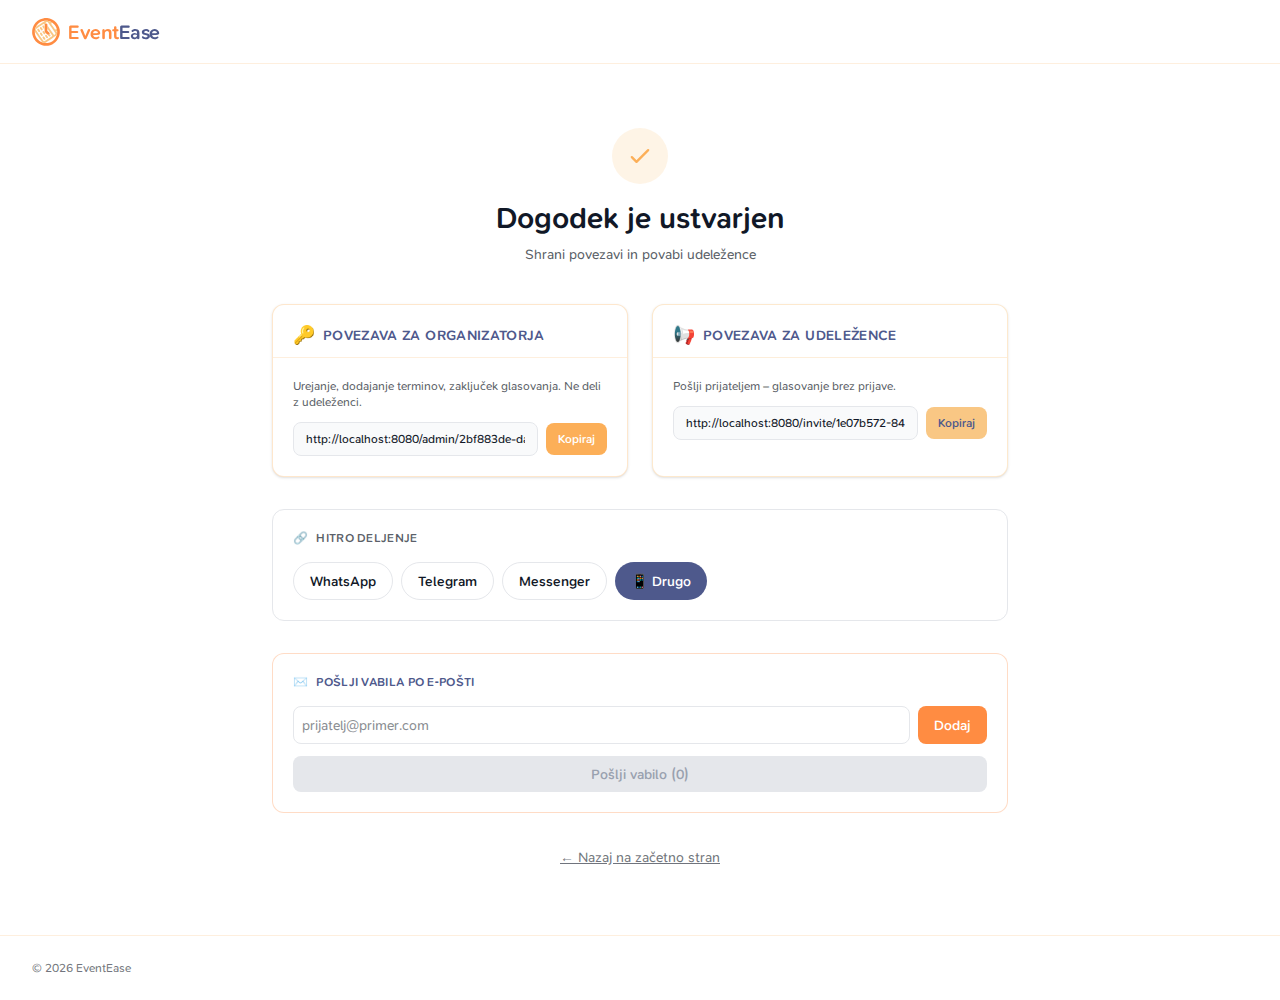 EventEase
Dogodek je ustvarjen
Shrani povezavi in povabi udeležence
POVEZAVA ZA ORGANIZATORJA
Urejanje, dodajanje terminov, zaključek glasovanja. Ne deli
z udeleženci.
http://localhost:8080/admin/2bf883de-da
Kopiraj
POVEZAVA ZA UDELEŽENCE
Pošlji prijateljem – glasovanje brez prijave.
http://localhost:8080/invite/1e07b572-84
Kopiraj
HITRO DELJENJE
WhatsApp
Telegram
Messenger
Drugo
POŠLJI VABILA PO E-POŠTI
prijatelj@primer.com
Dodaj
Pošlji vabilo (0)
← Nazaj na začetno stran
© 2026 EventEase